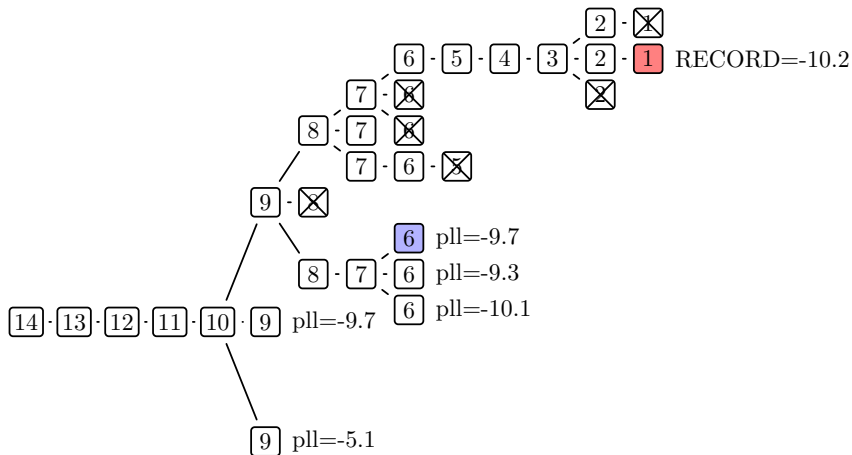 2 1
6 5 4 3 2 1 RECORD=-10.2
7 6 2
8 7 6
7 6 5
9 8
6 pll=-9.7
8 7 6 pll=-9.3
6 pll=-10.1
14 13 12 11 10 9 pll=-9.7
9 pll=-5.1